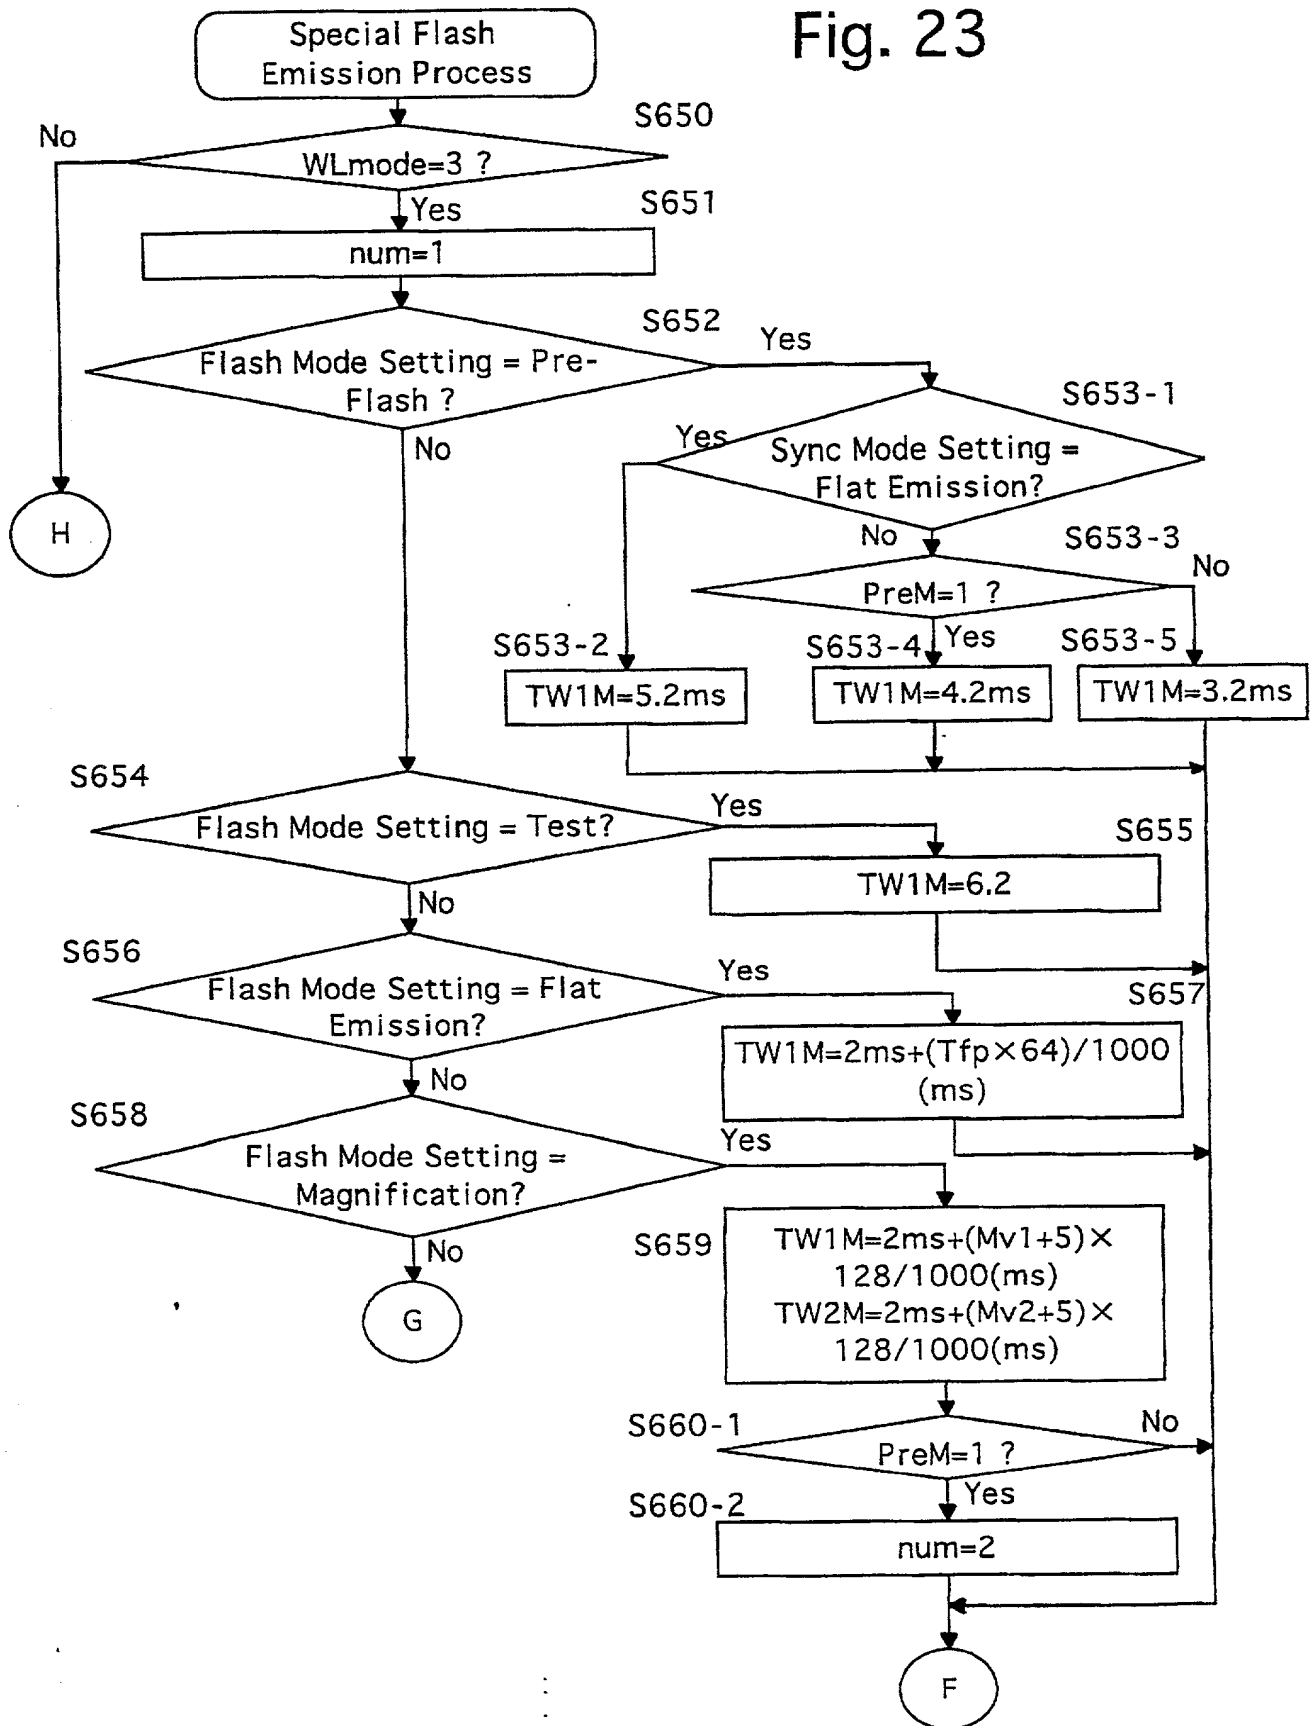 Fig. 23
Special Flash
Emission Process
S650
No
WLmode=3 ?
Yes
S651
num=1
S652
Yes
Flash Mode Setting = Pre-
Flash ?
No
S653-1
Yes
Sync Mode Setting =
Flat Emission?
H
No
S653-3
No
PreM=1 ?
S653-2
S653-4
Yes
S653-5
TW1M=5.2ms
TW1M=4.2ms
TW1M=3.2ms
S654
Yes
Flash Mode Setting = Test?
S655
TW1M=6.2
No
S656
Yes
Flash Mode Setting = Flat
Emission?
S657
TW1M=2ms+(Tfp×64)/1000
(ms)
No
S658
Yes
Flash Mode Setting =
Magnification?
No
S659
TW1M=2ms+(Mv1+5)×
128/1000(ms)
TW2M=2ms+(Mv2+5)×
128/1000(ms)
G
S660-1
No
PreM=1 ?
Yes
S660-2
num=2
F